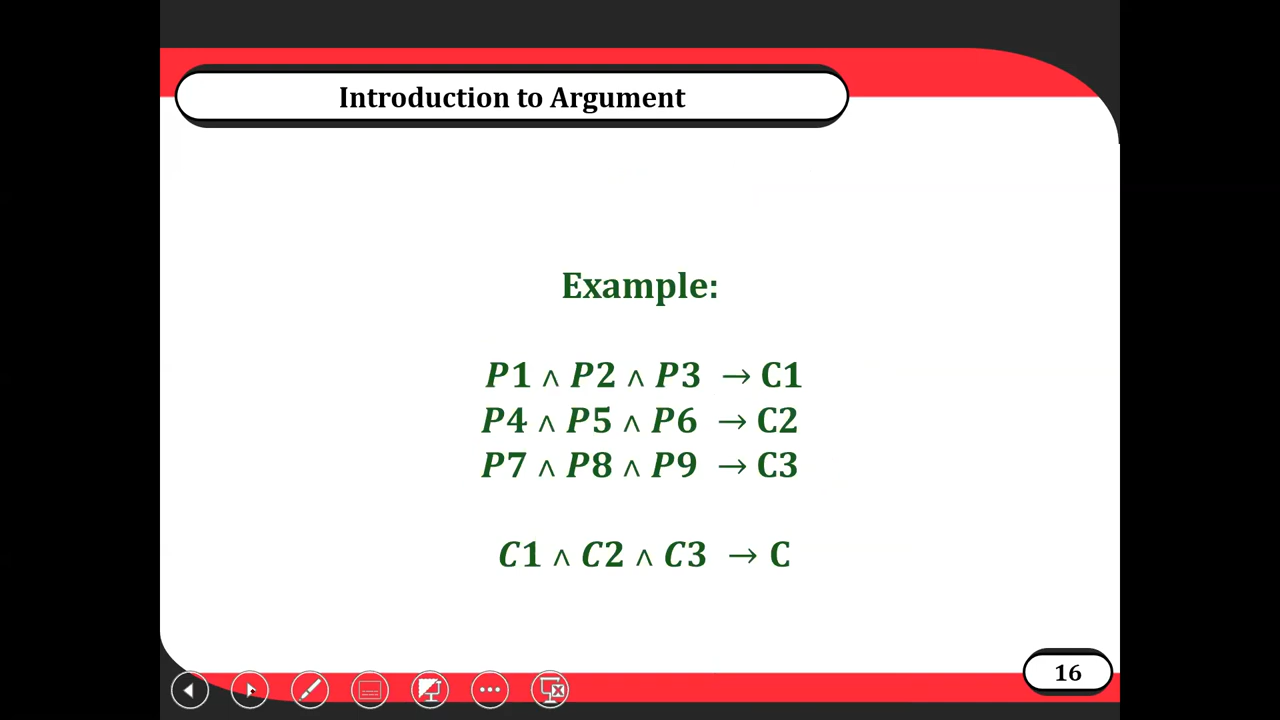 Introduction to Argument
Example:
P1 ∧ P2 ∧ P3 → C1
P4 ∧ P5 ∧ P6 → C2
P7 ∧ P8 ∧ P9 → C3
C1 ∧ C2 ∧ C3 → C
16